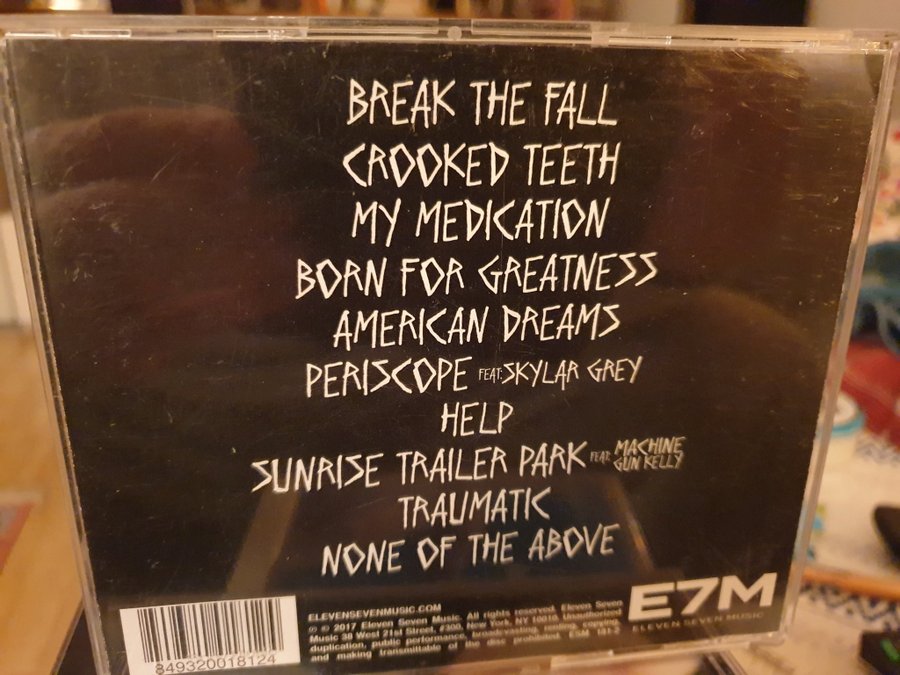 BREAK THE FALL
CROOKED TEETH
MY MEDICATION
BORN FOR GREATNESS
AMERICAN DREAMS
PERISCOPE FEAT: SKYLAR GREY
HELP
SUNRISE TRAILER PARK FEAT: MACHINE GUN KELLY
TRAUMATIC
NONE OF THE ABOVE
849320018124
ELEVENSEVENMUSIC.COM
℗ © 2017 Eleven Seven Music. All rights reserved. Eleven Seven
Music 38 West 21st Street, #300, New York, NY 10010. Unauthorized
duplication, public performance, broadcasting, renting, copying
and making transmittable of the disc prohibited. E5M 181-2
E7M
ELEVEN SEVEN MUSIC